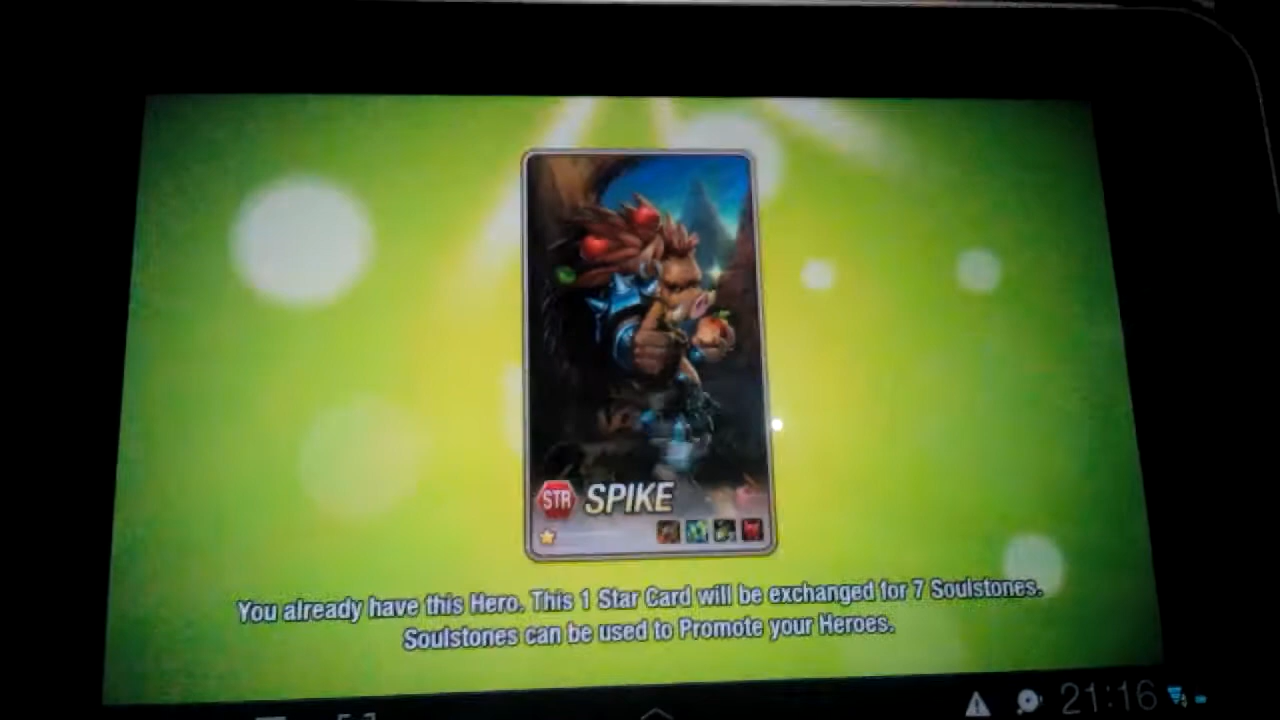 STR SPIKE
You already have this Hero. This 1 Star Card will be exchanged for 7 Soulstones.
Soulstones can be used to Promote your Heroes.
21:16